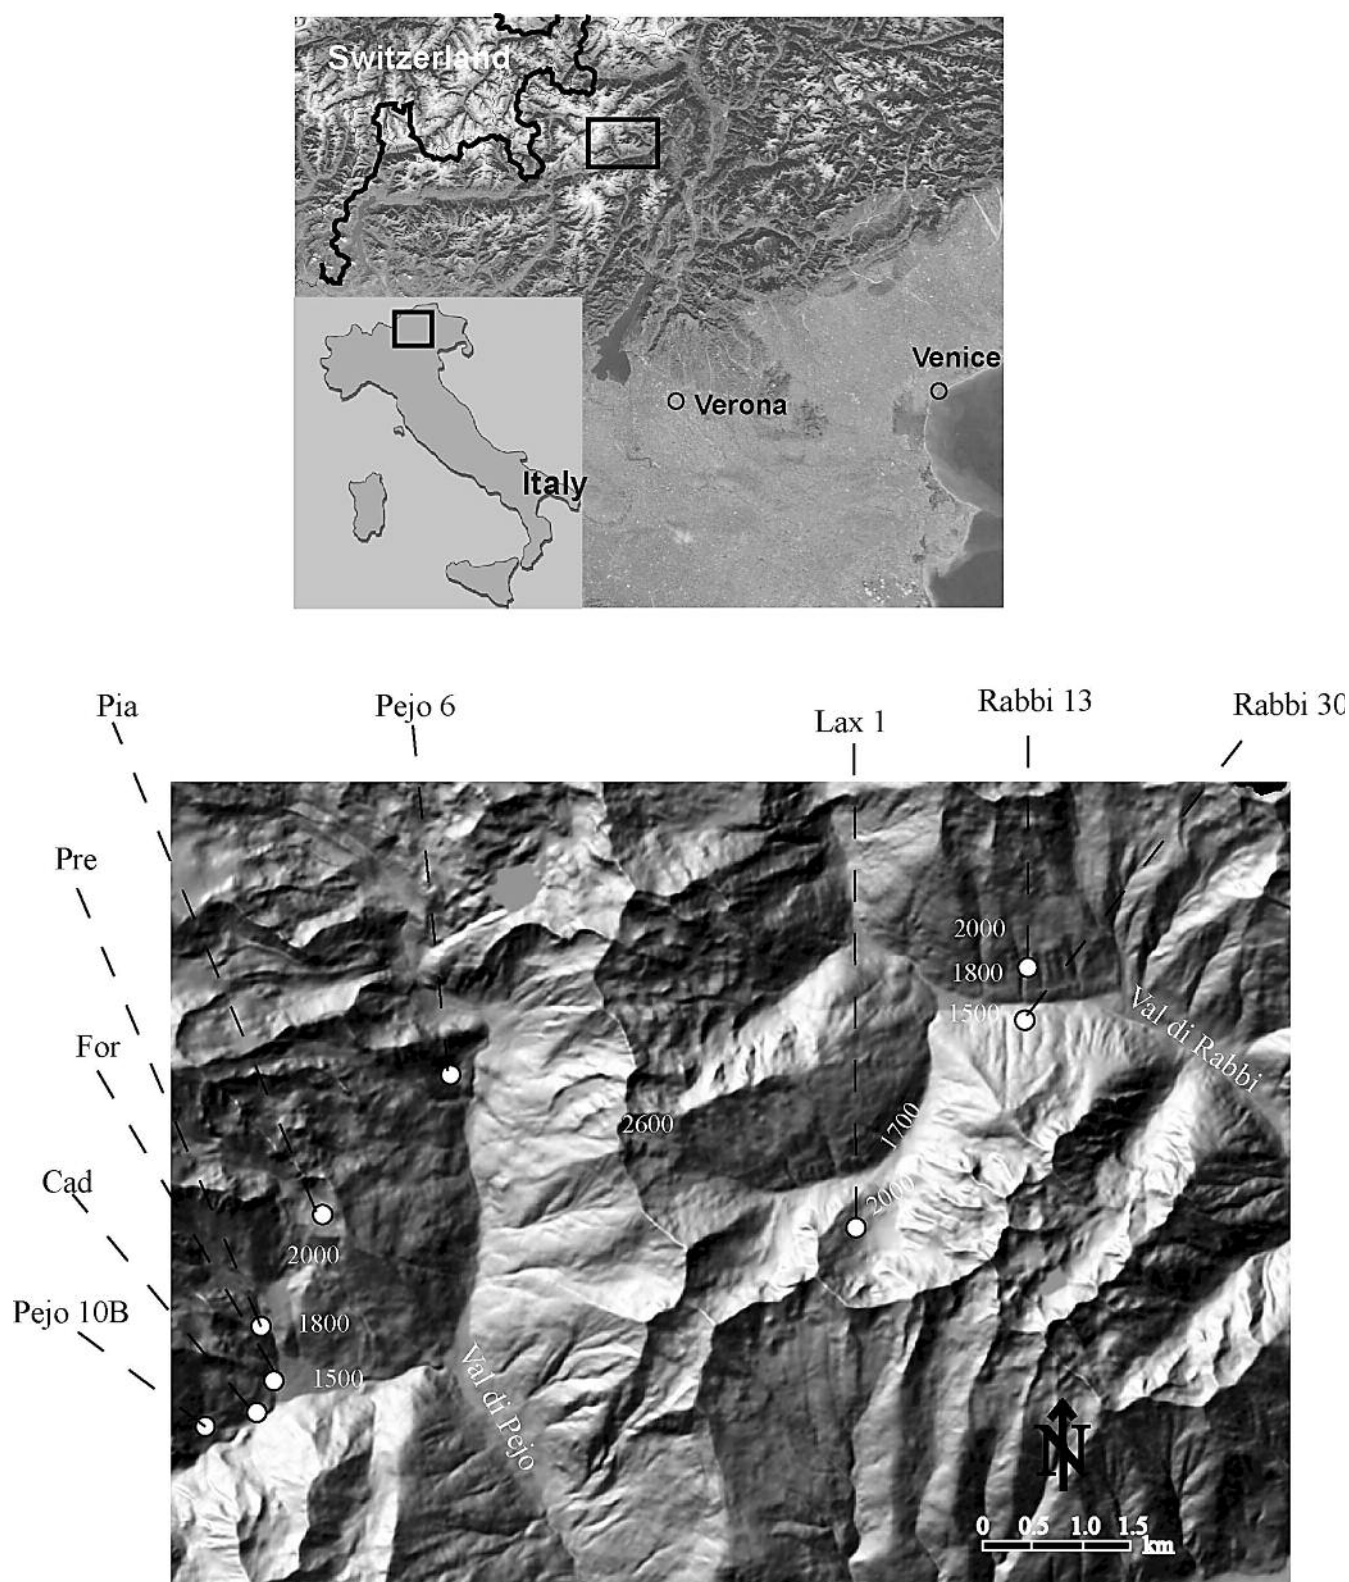 Switzerland
Venice
Verona
Italy
Pia
Pejo 6
Lax 1
Rabbi 13
Rabbi 30
Pre
For
Cad
Pejo 10B
2000
1800
1500
Val di Rabbi
2600
1700
2000
2000
1800
1500
Val di Pejo
N
0 0.5 1.0 1.5
km